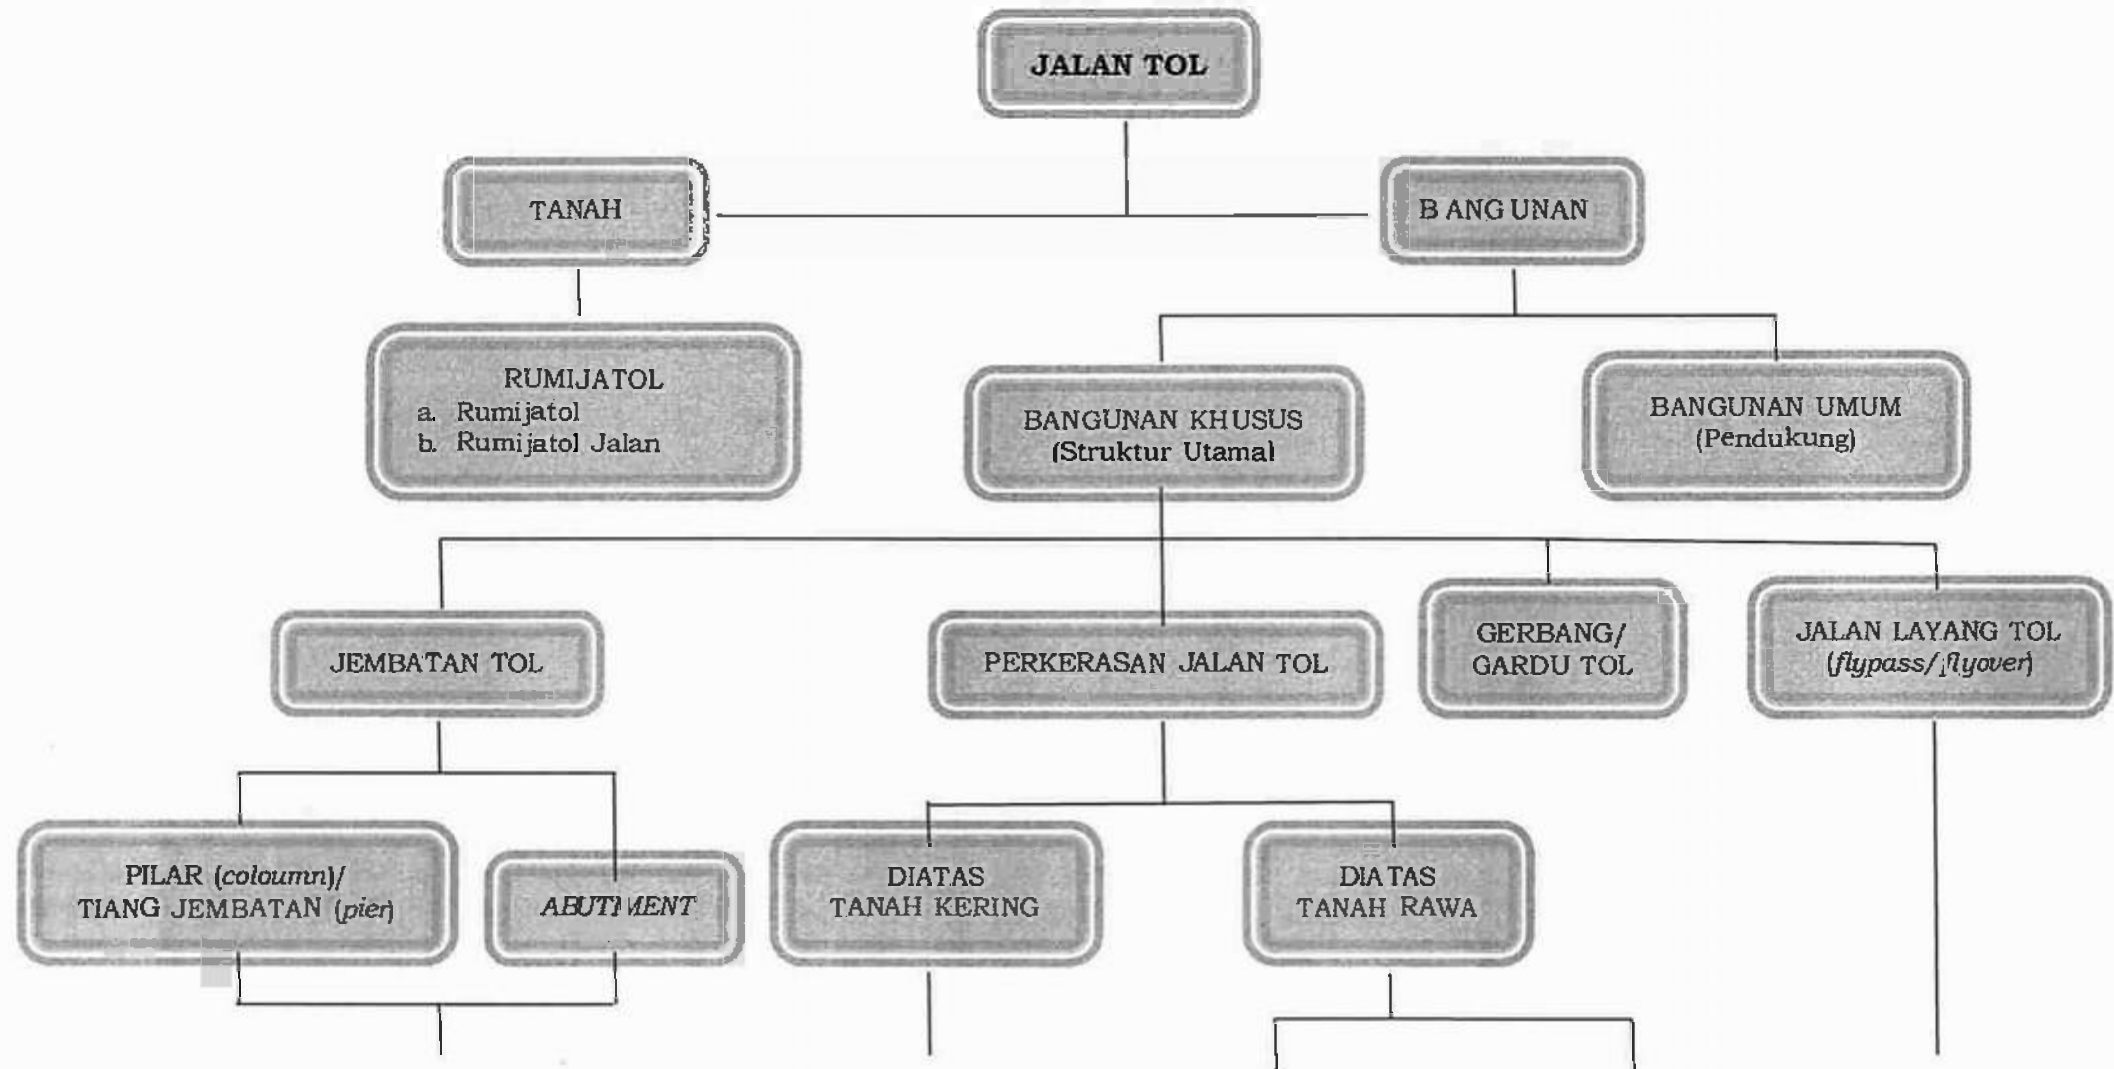 JALAN TOL
TANAH
BANGUNAN
RUMIJATOL
a. Rumijatol
b. Rumijatol Jalan
BANGUNAN KHUSUS
(Struktur Utama)
BANGUNAN UMUM
(Pendukung)
JEMBATAN TOL
PERKERASAN JALAN TOL
GERBANG/
GARDU TOL
JALAN LAYANG TOL
(flypass/flyover)
PILAR (coloumn)/
TIANG JEMBATAN (pier)
ABUTMENT
DIATAS
TANAH KERING
DIATAS
TANAH RAWA